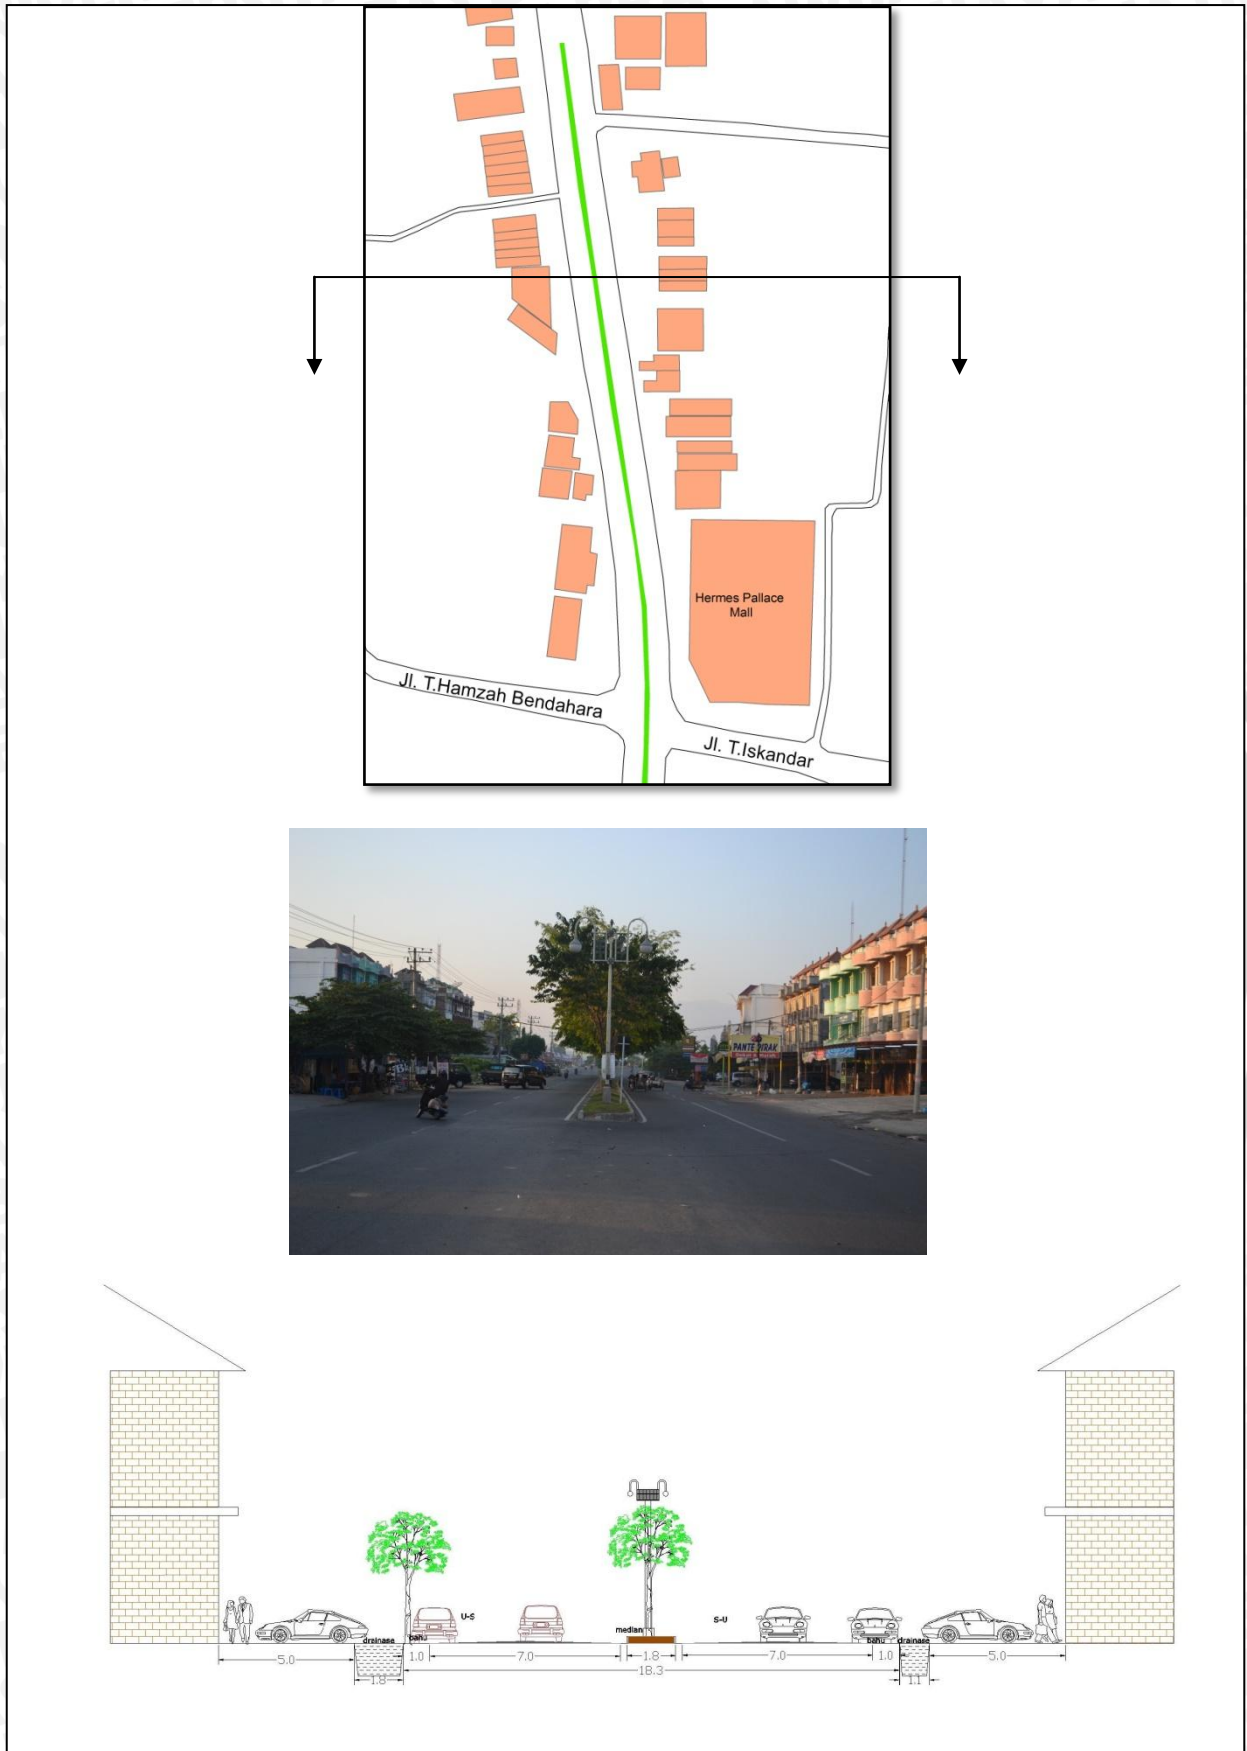 Hermes Pallace
Mall
Jl. T.Hamzah Bendahara
Jl. T.Iskandar
PANTE PIRAK
U-S
S-U
median
drainase
bahu
bahu
drainase
5.0
1.0
7.0
1.8
7.0
1.0
5.0
18.3
1.8
1.1